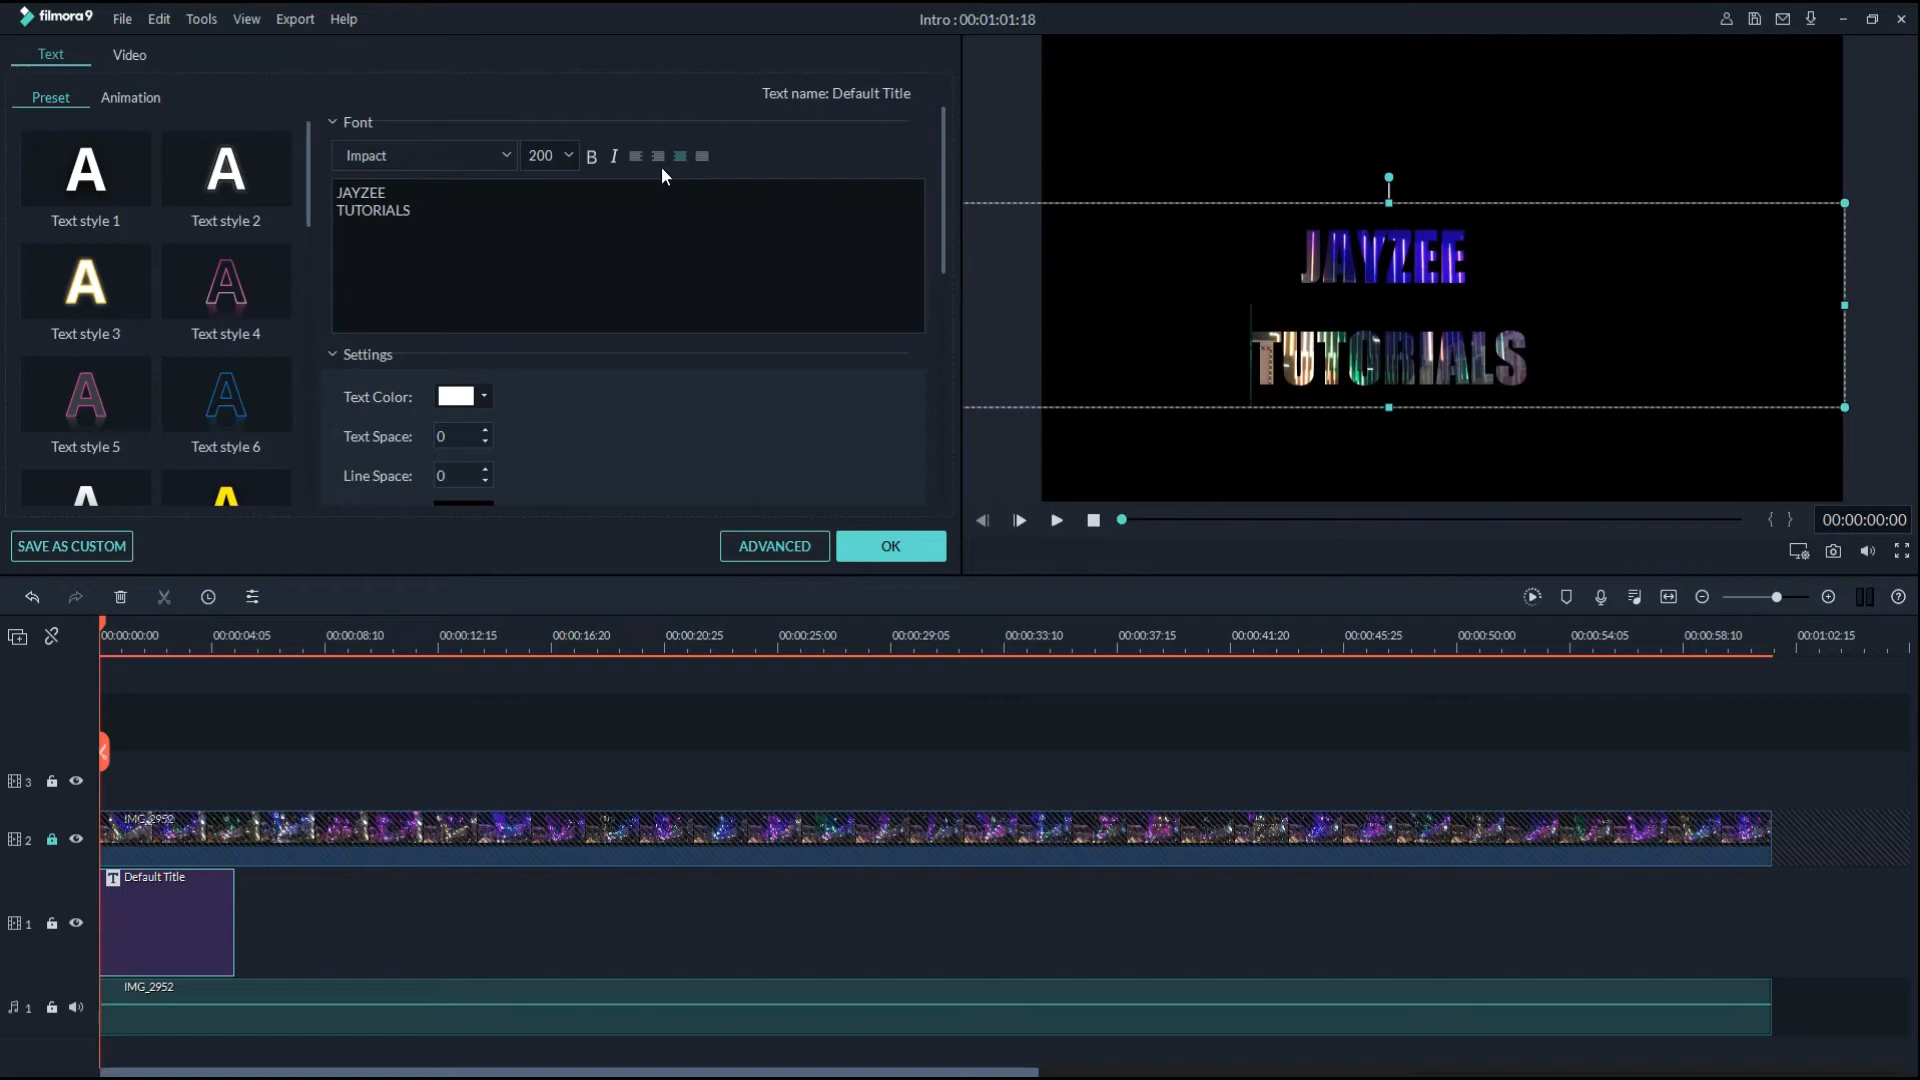 filmora9 File Edit Tools View Export Help
Intro : 00:01:01:18
Text Video
Preset Animation
Text name: Default Title
Font
Impact 200 B I
JAYZEE
TUTORIALS
A A
Text style 1 Text style 2
A A
Text style 3 Text style 4
A A
Text style 5 Text style 6
A A
Settings
Text Color:
Text Space: 0
Line Space: 0
SAVE AS CUSTOM ADVANCED OK
JAYZEE
TUTORIALS
{ } 00:00:00:00
00:00:00:00 00:00:04:05 00:00:08:10 00:00:12:15 00:00:16:20 00:00:20:25 00:00:25:00 00:00:29:05 00:00:33:10 00:00:37:15 00:00:41:20 00:00:45:25 00:00:50:00 00:00:54:05 00:00:58:10 00:01:02:15
3
IMG_2952
2
T Default Title
1
IMG_2952
1